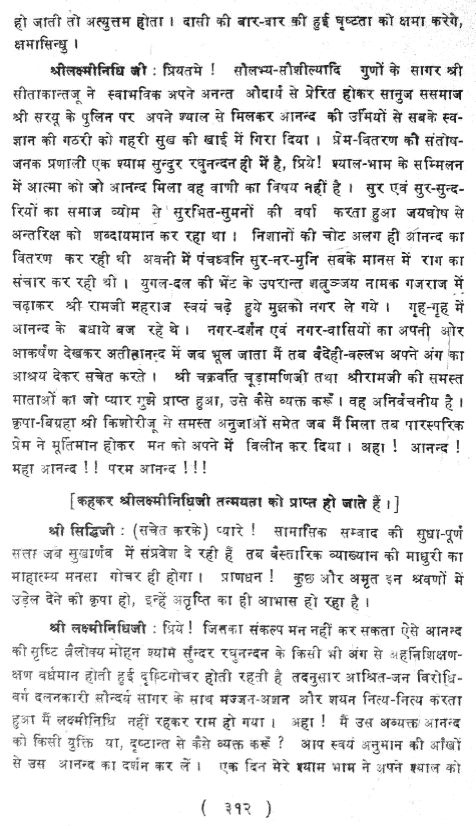 हो जाती तो अत्युत्तम होता । दासी की बार-बार की हुई घृष्टता को क्षमा करेगे,
क्षमासिन्धु ।
श्रीलक्ष्मीनिधि जी : प्रियतमे ! सौलभ्य-सौशील्यादि गुणों के सागर श्री
सीताकान्तजू ने स्वाभविक अपने अनन्त औदार्य से प्रेरित होकर सानुज ससमाज
श्री सरयू के पुलिन पर अपने श्याल से मिलकर आनन्द की उर्मियों से सबके स्व-
ज्ञान की गठरी को गहरी सुख की खाई में गिरा दिया । प्रेम-वितरण की संतोष-
जनक प्रणाली एक श्याम सुन्दुर रघुनन्दन ही में है, प्रिये! श्याल-भाम के सम्मिलन
में आत्मा को जो आनन्द मिला वह वाणी का विषय नहीं है । सुर एवं सुर-सुन्द-
रियों का समाज व्योम से सुरभित-सुमनों की वर्षा करता हुआ जयघोष से
अन्तरिक्ष को शब्दायमान कर रहा था । निशानों की चोट अलग ही आनन्द का
वितरण कर रही थी अवनी में पंचध्वनि सुर-नर-मुनि सबके मानस में राग का
संचार कर रही थी । युगल-दल की भेंट के उपरान्त शत्रुञ्जय नामक गजराज में
चढ़ाकर श्री रामजी महराज स्वयं चढ़े हुये मुझको नगर ले गये । गृह-गृह में
आनन्द के बधाये बज रहे थे । नगर-दर्शन एवं नगर-वासियों का अपनी ओर
आकर्षण देखकर अतीतानन्द में जब भूल जाता मैं तब वैदेही-वल्लभ अपने अंग का
आश्रय देकर सचेत करते । श्री चक्रवति चूड़ामणिजी तथा श्रीरामजी की समस्त
माताओं का जो प्यार गुझे प्राप्त हुआ, उसे कैसे व्यक्त करूँ । वह अनिर्वचनीय है ।
कृपा-बिग्रहा श्री किशोरीजू से समस्त अनुजाओं समेत जब मैं मिला तब पारस्परिक
प्रेम ने मूर्तिमान होकर मन को अपने में विलीन कर दिया । अहा ! आनन्द !
महा आनन्द !! परम आनन्द !!!
[कहकर श्रीलक्ष्मीनिधिजी तन्मयता को प्राप्त हो जाते हैं ।]
श्री सिद्धिजी : (सचेत करके) प्यारे ! सामासिक सम्वाद की सुधा-पूर्ण
सत्ता जब सुखार्णव में संप्रवेश दे रही हैं तब वैस्तारिक व्याख्यान की माधुरी का
माहात्म्य मनसा गोचर ही होगा । प्राणधन ! कुछ और अमृत इन श्रवणों में
उड़ेल देने की कृपा हो, इन्हें अतृप्ति का ही आभास हो रहा है ।
श्री लक्ष्मीनिधिजी : प्रिये! जिसका संकल्प मन नहीं कर सकता ऐसे आनन्द
की सृष्टि त्रैलोक्य मोहन श्याम सुन्दर रघुनन्दन के किसी भी अंग से अहर्निशिक्षण-
क्षण वर्धमान होती हुई दृष्टिगोचर होती रहती है तदनुसार आश्रित-जन विरोधि-
वर्ग दलनकारी सौन्दर्य सागर के साथ मज्जन-अशन और शयन नित्य-नित्य करता
हुआ मैं लक्ष्मीनिधि नहीं रहकर राम हो गया । अहा ! मैं उस अव्यक्त आनन्द
को किसी युक्ति या, दृष्टान्त से कैसे व्यक्त करूँ ? आप स्वयं अनुमान की आँखों
से उस आनन्द का दर्शन कर लें । एक दिन मेरे श्याम भाम ने अपने श्याल को
( ३१२ )